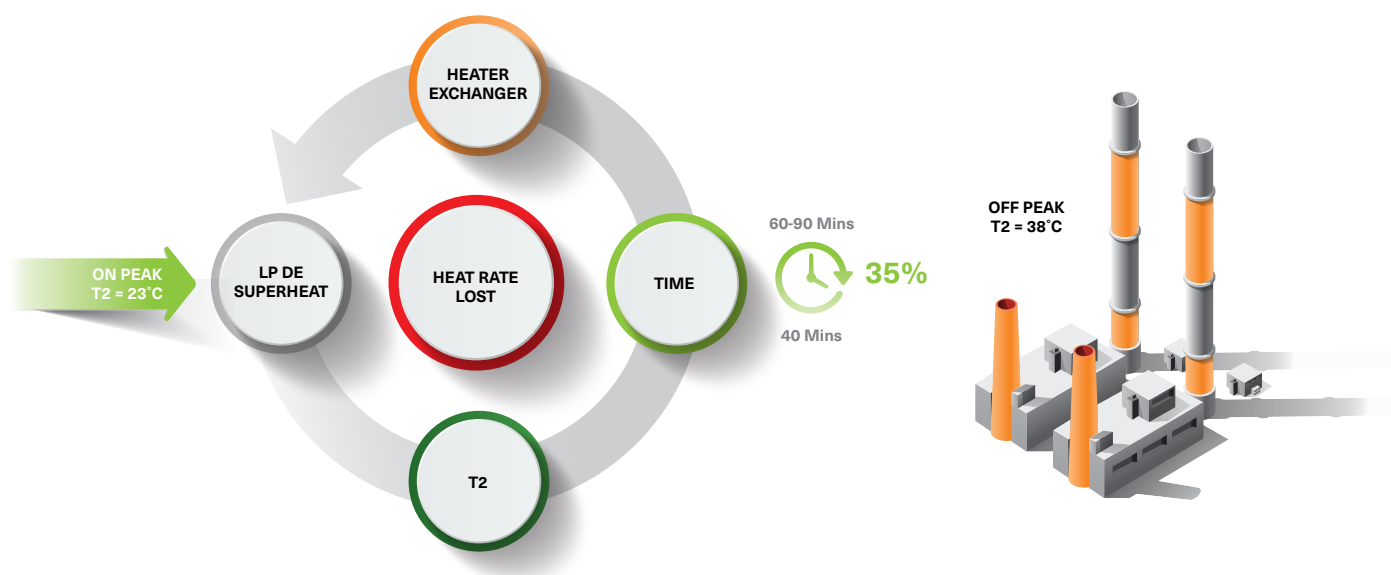 HEATER
EXCHANGER
ON PEAK
T2 = 23°C
LP DE
SUPERHEAT
HEAT RATE
LOST
TIME
60-90 Mins
35%
40 Mins
T2
OFF PEAK
T2 = 38°C